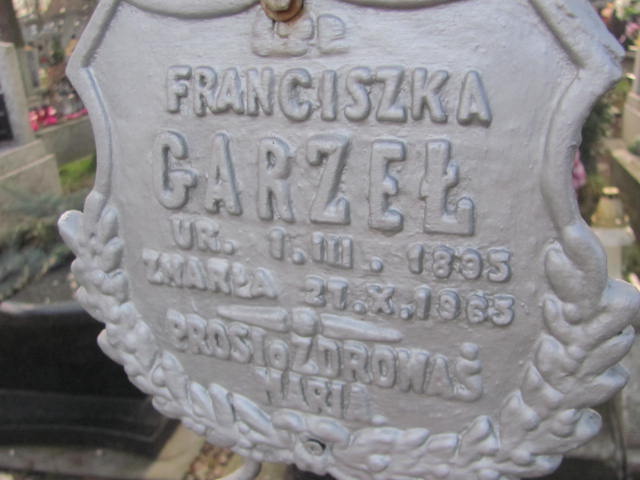 FRANCISZKA
GARZEŁ
UR. 1.III. 1895
ZMARŁA 27.X.1963
PROSI O ZDROWAŚ
MARIA